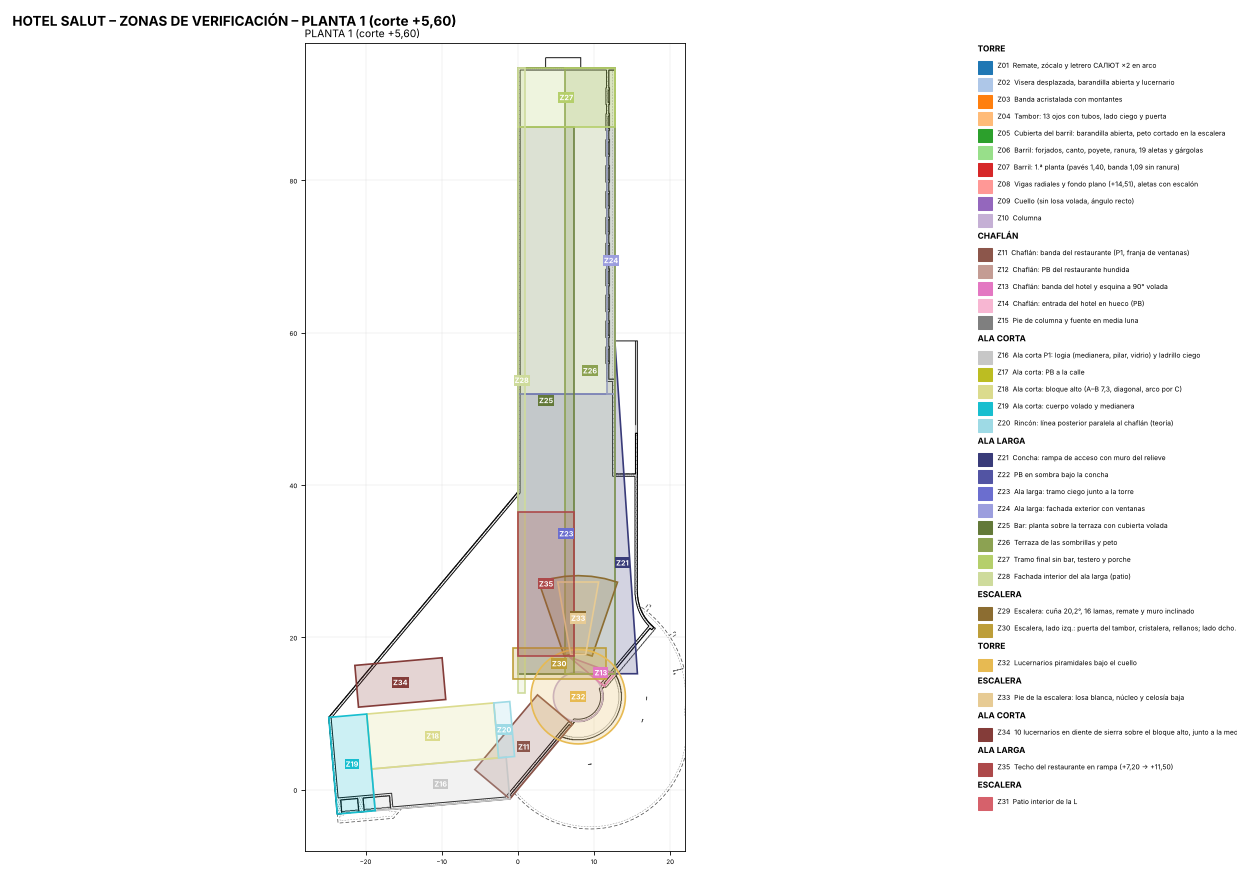 HOTEL SALUT – ZONAS DE VERIFICACIÓN – PLANTA 1 (corte +5,60)
PLANTA 1 (corte +5,60)
80
60
40
20
0
−20
−10
0
10
20
Z27
Z24
Z26
Z28
Z25
Z23
Z21
Z35
Z33
Z30
Z13
Z34
Z32
Z20
Z18
Z11
Z19
Z16
TORRE
Z01 Remate, zócalo y letrero САЛЮТ ×2 en arco
Z02 Visera desplazada, barandilla abierta y lucernario
Z03 Banda acristalada con montantes
Z04 Tambor: 13 ojos con tubos, lado ciego y puerta
Z05 Cubierta del barril: barandilla abierta, peto cortado en la escalera
Z06 Barril: forjados, canto, poyete, ranura, 19 aletas y gárgolas
Z07 Barril: 1.ª planta (pavés 1,40, banda 1,09 sin ranura)
Z08 Vigas radiales y fondo plano (+14,51), aletas con escalón
Z09 Cuello (sin losa volada, ángulo recto)
Z10 Columna
CHAFLÁN
Z11 Chaflán: banda del restaurante (P1, franja de ventanas)
Z12 Chaflán: PB del restaurante hundida
Z13 Chaflán: banda del hotel y esquina a 90° volada
Z14 Chaflán: entrada del hotel en hueco (PB)
Z15 Pie de columna y fuente en media luna
ALA CORTA
Z16 Ala corta P1: logia (medianera, pilar, vidrio) y ladrillo ciego
Z17 Ala corta: PB a la calle
Z18 Ala corta: bloque alto (A–B 7,3, diagonal, arco por C)
Z19 Ala corta: cuerpo volado y medianera
Z20 Rincón: línea posterior paralela al chaflán (teoría)
ALA LARGA
Z21 Concha: rampa de acceso con muro del relieve
Z22 PB en sombra bajo la concha
Z23 Ala larga: tramo ciego junto a la torre
Z24 Ala larga: fachada exterior con ventanas
Z25 Bar: planta sobre la terraza con cubierta volada
Z26 Terraza de las sombrillas y peto
Z27 Tramo final sin bar, testero y porche
Z28 Fachada interior del ala larga (patio)
ESCALERA
Z29 Escalera: cuña 20,2°, 16 lamas, remate y muro inclinado
Z30 Escalera, lado izq.: puerta del tambor, cristalera, rellanos; lado dcho.
TORRE
Z32 Lucernarios piramidales bajo el cuello
ESCALERA
Z33 Pie de la escalera: losa blanca, núcleo y celosía baja
ALA CORTA
Z34 10 lucernarios en diente de sierra sobre el bloque alto, junto a la med
ALA LARGA
Z35 Techo del restaurante en rampa (+7,20 → +11,50)
ESCALERA
Z31 Patio interior de la L